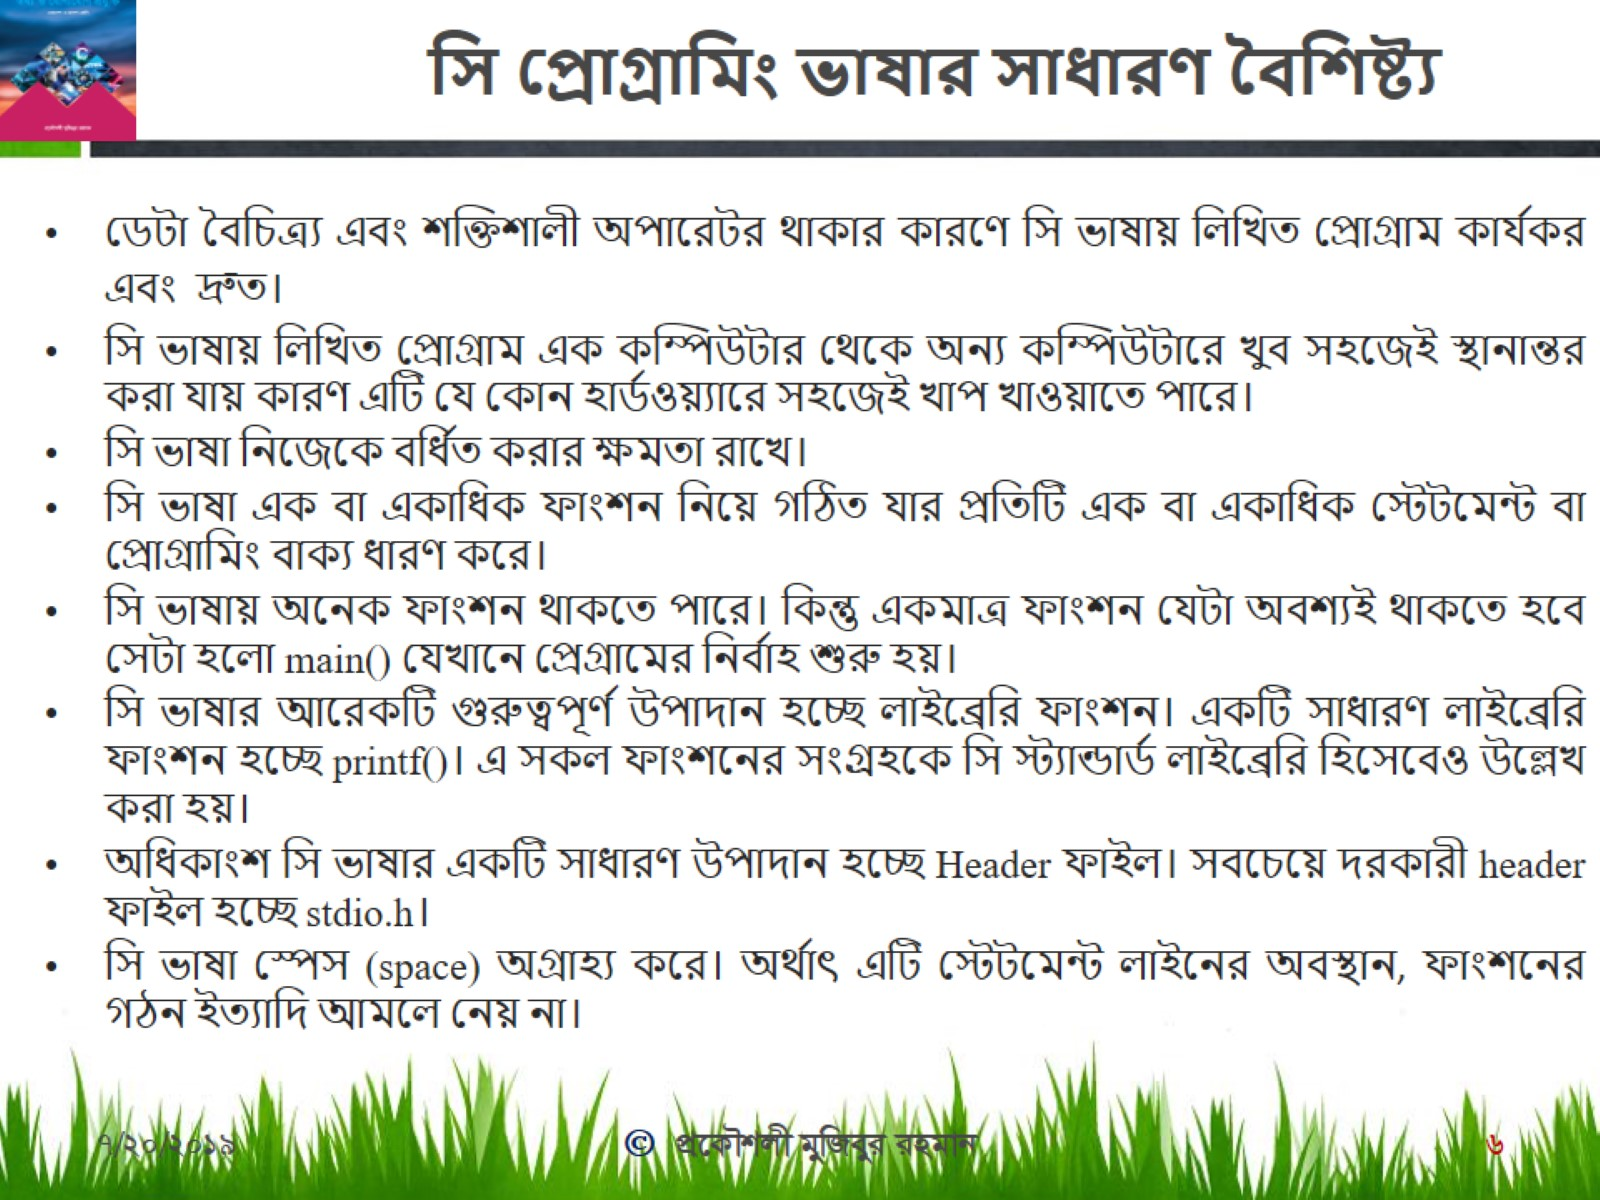 সি প্রোগ্রামিং ভাষার সাধারণ বৈশিষ্ট্য
• ডেটা বৈচিত্র্য এবং শক্তিশালী অপারেটর থাকার কারণে সি ভাষায় লিখিত প্রোগ্রাম কার্যকর
এবং দ্রুত।
• সি ভাষায় লিখিত প্রোগ্রাম এক কম্পিউটার থেকে অন্য কম্পিউটারে খুব সহজেই স্থানান্তর
করা যায় কারণ এটি যে কোন হার্ডওয়্যারে সহজেই খাপ খাওয়াতে পারে।
• সি ভাষা নিজেকে বর্ধিত করার ক্ষমতা রাখে।
• সি ভাষা এক বা একাধিক ফাংশন নিয়ে গঠিত যার প্রতিটি এক বা একাধিক স্টেটমেন্ট বা
প্রোগ্রামিং বাক্য ধারণ করে।
• সি ভাষায় অনেক ফাংশন থাকতে পারে। কিন্তু একমাত্র ফাংশন যেটা অবশ্যই থাকতে হবে
সেটা হলো main() যেখানে প্রেগ্রামের নির্বাহ শুরু হয়।
• সি ভাষার আরেকটি গুরুত্বপূর্ণ উপাদান হচ্ছে লাইব্রেরি ফাংশন। একটি সাধারণ লাইব্রেরি
ফাংশন হচ্ছে printf()। এ সকল ফাংশনের সংগ্রহকে সি স্ট্যান্ডার্ড লাইব্রেরি হিসেবেও উল্লেখ
করা হয়।
• অধিকাংশ সি ভাষার একটি সাধারণ উপাদান হচ্ছে Header ফাইল। সবচেয়ে দরকারী header
ফাইল হচ্ছে stdio.h।
• সি ভাষা স্পেস (space) অগ্রাহ্য করে। অর্থাৎ এটি স্টেটমেন্ট লাইনের অবস্থান, ফাংশনের
গঠন ইত্যাদি আমলে নেয় না।
৭/২০/২০১৯
© প্রকৌশলী মুজিবুর রহমান
৬